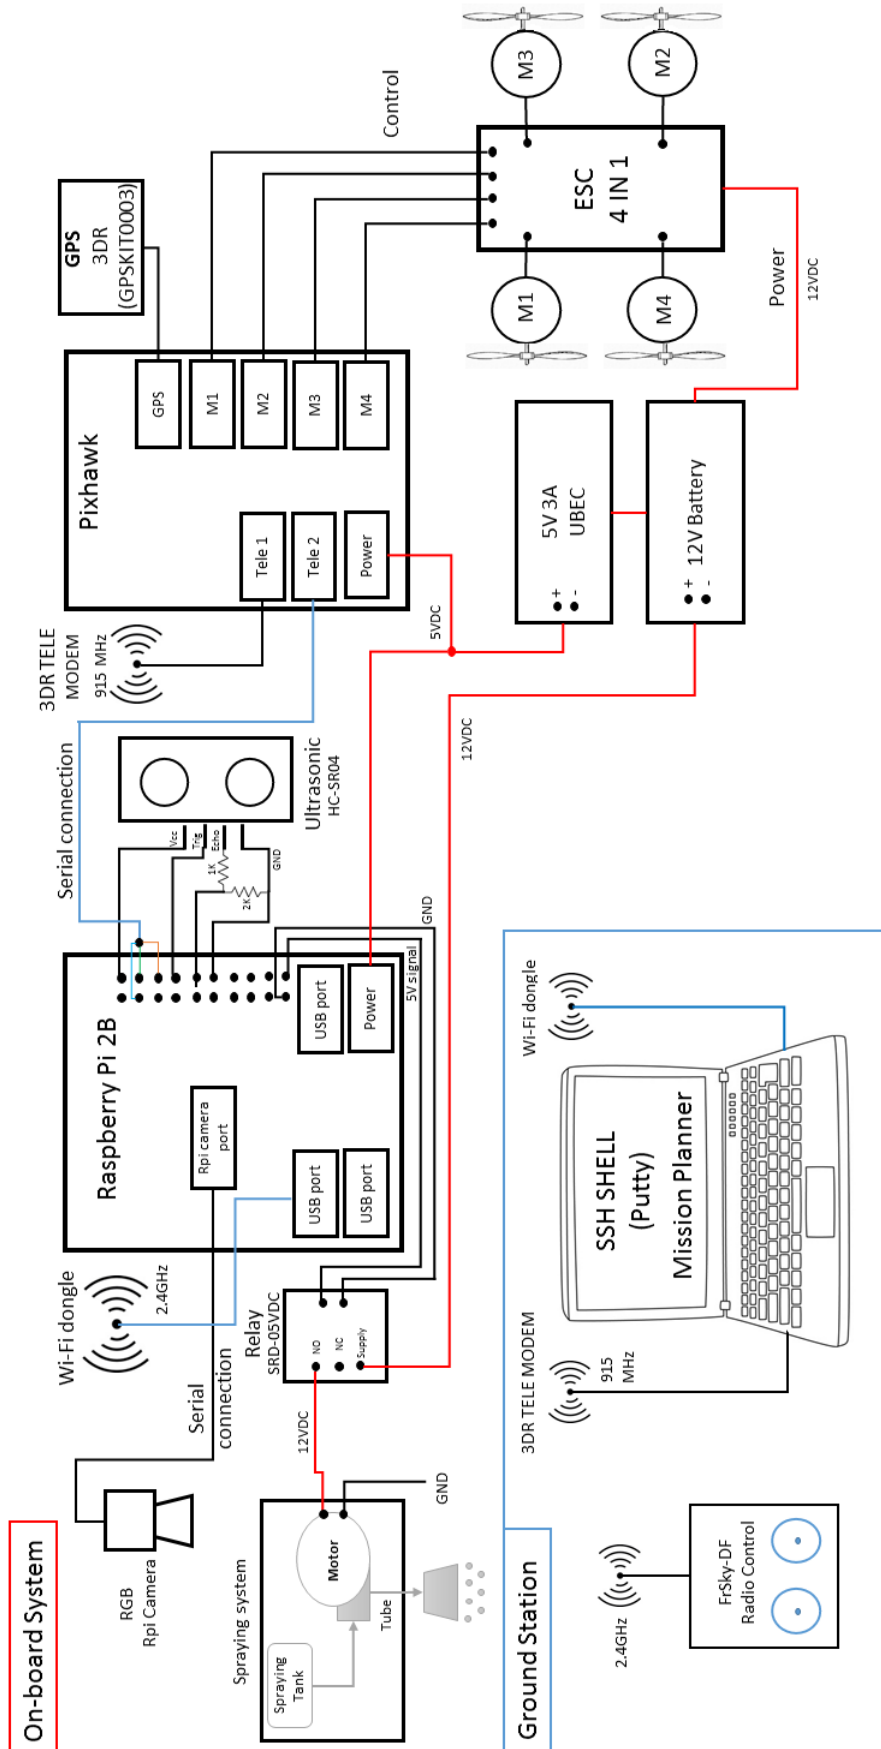 On-board System
RGB
Rpi Camera
Serial
connection
Wi-Fi dongle
2.4GHz
Raspberry Pi 2B
Rpi camera
port
USB port
USB port
USB port
Power
Serial connection
Vcc
Trig
Echo
GND
1K
2K
Ultrasonic
HC-SR04
3DR TELE
MODEM
915 MHz
Pixhawk
Tele 1
Tele 2
Power
GPS
M1
M2
M3
M4
GPS
3DR
(GPSKIT0003)
Control
ESC
4 IN 1
M3
M2
M1
M4
Power
12VDC
5V 3A
UBEC
+
-
12V Battery
+
-
5VDC
12VDC
5V signal
GND
Relay
SRD-05VDC
NO
NC
Supply
12VDC
GND
Spraying system
Spraying
Tank
Motor
Tube
Ground Station
2.4GHz
FrSky-DF
Radio Control
3DR TELE MODEM
915
MHz
SSH SHELL
(Putty)
Mission Planner
Wi-Fi dongle